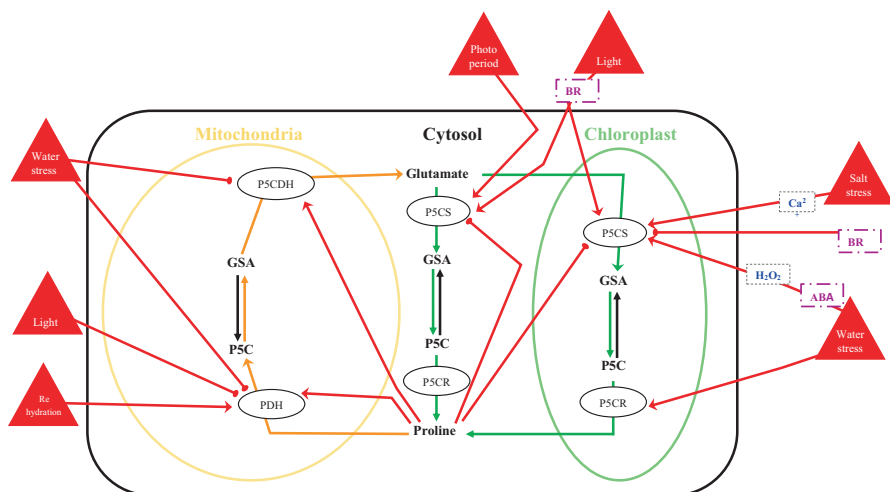 Photo
period
Light
BR
Mitochondria
Cytosol
Chloroplast
Water
stress
P5CDH
Glutamate
P5CS
P5CS
Salt
stress
Ca²
+
BR
GSA
GSA
GSA
H₂O₂
ABA
Light
P5C
P5C
P5C
Water
stress
Re
hydration
PDH
P5CR
P5CR
Proline